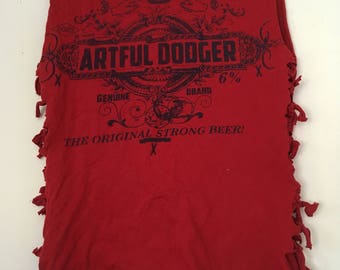 ARTFUL DODGER
6%
GENUINE BRAND
THE ORIGINAL STRONG BEER!